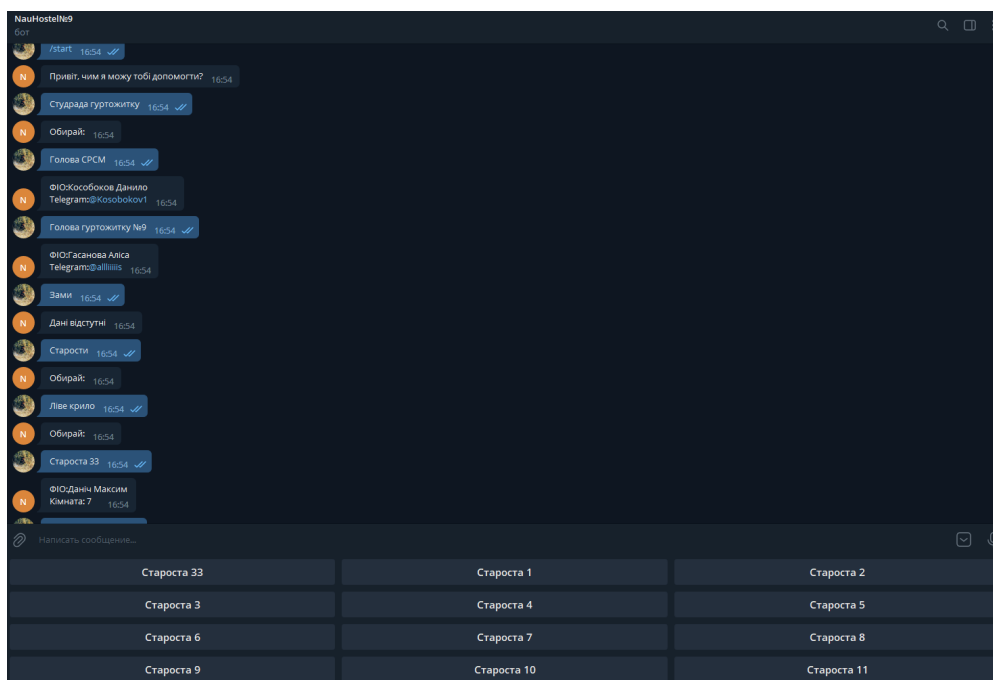 NauHostel№9
бот
/start 16:54
N
Привіт, чим я можу тобі допомогти? 16:54
Студрада гуртожитку 16:54
N
Обирай: 16:54
Голова СРСМ 16:54
ФІО:Кособоков Данило
N
Telegram:@Kosobokov1 16:54
Голова гуртожитку №9 16:54
ФІО:Гасанова Аліса
N
Telegram:@allliiiiis 16:54
Зами 16:54
N
Дані відступні 16:54
Старости 16:54
N
Обирай: 16:54
Ліве крило 16:54
N
Обирай: 16:54
Староста 33 16:54
ФІО:Даніч Максим
N
Кімната: 7 16:54
Написать сообщение...
Староста 33
Староста 1
Староста 2
Староста 3
Староста 4
Староста 5
Староста 6
Староста 7
Староста 8
Староста 9
Староста 10
Староста 11